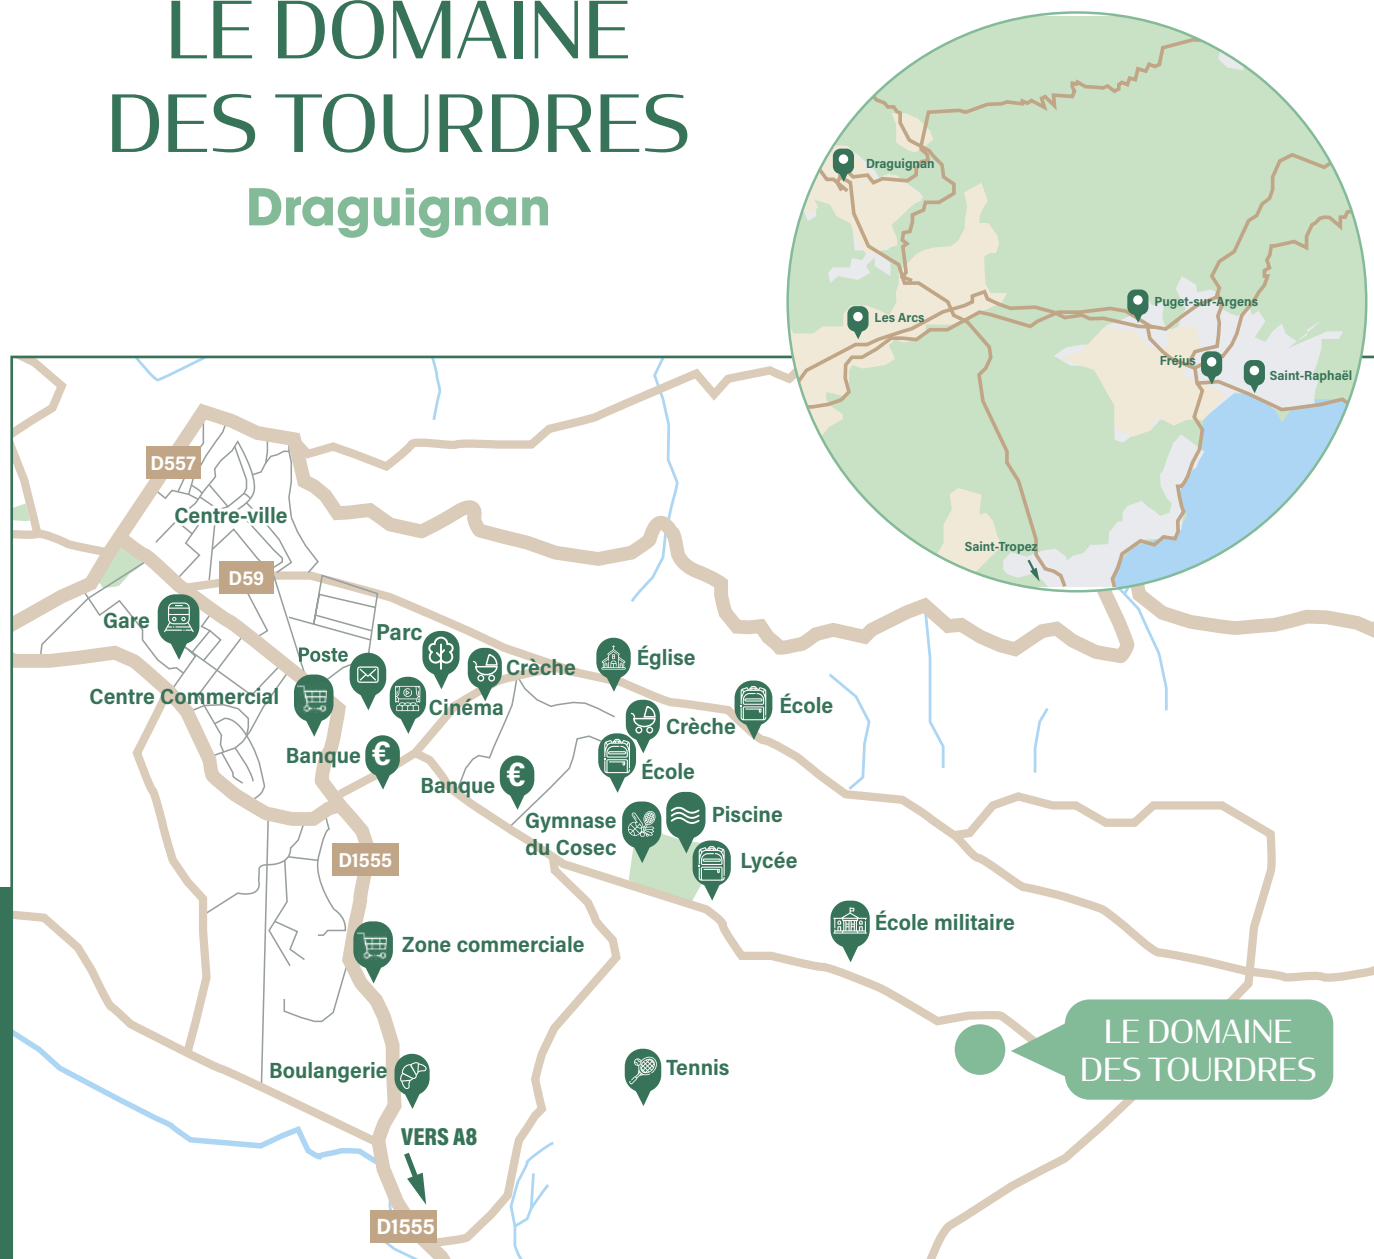 LE DOMAINE
DES TOURDRES
Draguignan
Draguignan
Les Arcs
Puget-sur-Argens
Fréjus
Saint-Raphaël
Saint-Tropez
D557
Centre-ville
D59
Gare
Parc
Poste
Crèche
Église
Centre Commercial
Cinéma
École
Crèche
Banque
École
Banque
Gymnase
du Cosec
Piscine
D1555
Lycée
École militaire
Zone commerciale
LE DOMAINE
DES TOURDRES
Boulangerie
Tennis
VERS A8
D1555